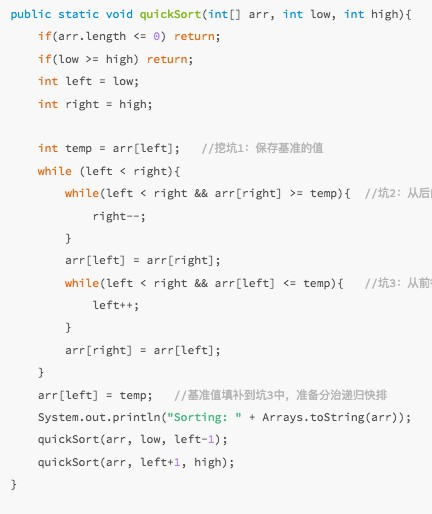 public static void quickSort(int[] arr, int low, int high){
    if(arr.length <= 0) return;
    if(low >= high) return;
    int left = low;
    int right = high;

    int temp = arr[left];   //挖坑1：保存基准的值
    while (left < right){
        while(left < right && arr[right] >= temp){  //坑2：从后
            right--;
        }
        arr[left] = arr[right];
        while(left < right && arr[left] <= temp){   //坑3：从前
            left++;
        }
        arr[right] = arr[left];
    }
    arr[left] = temp;   //基准值填补到坑3中，准备分治递归快排
    System.out.println("Sorting: " + Arrays.toString(arr));
    quickSort(arr, low, left-1);
    quickSort(arr, left+1, high);
}